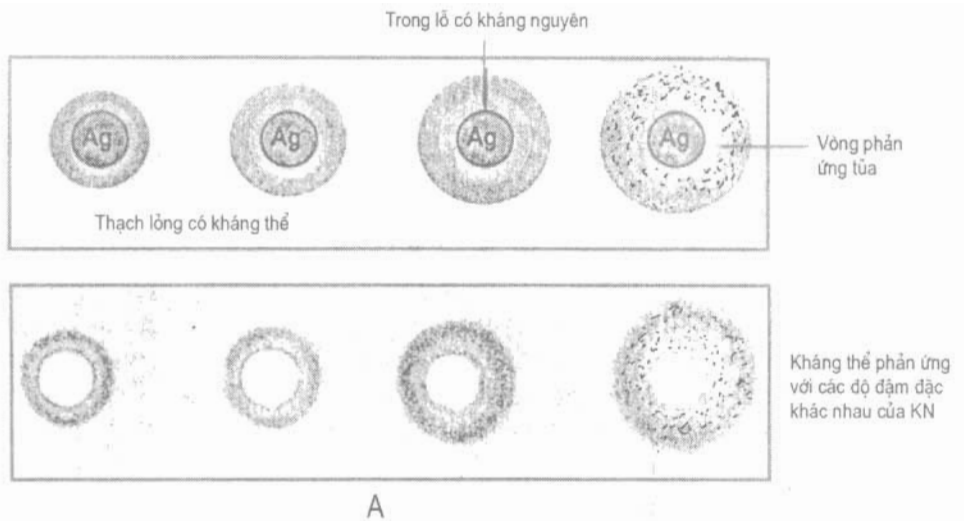 Trong lỗ có kháng nguyên
Ag Ag Ag Ag
Vòng phản
ứng tủa
Thạch lỏng có kháng thể
Kháng thể phản ứng
với các độ đậm đặc
khác nhau của KN
A